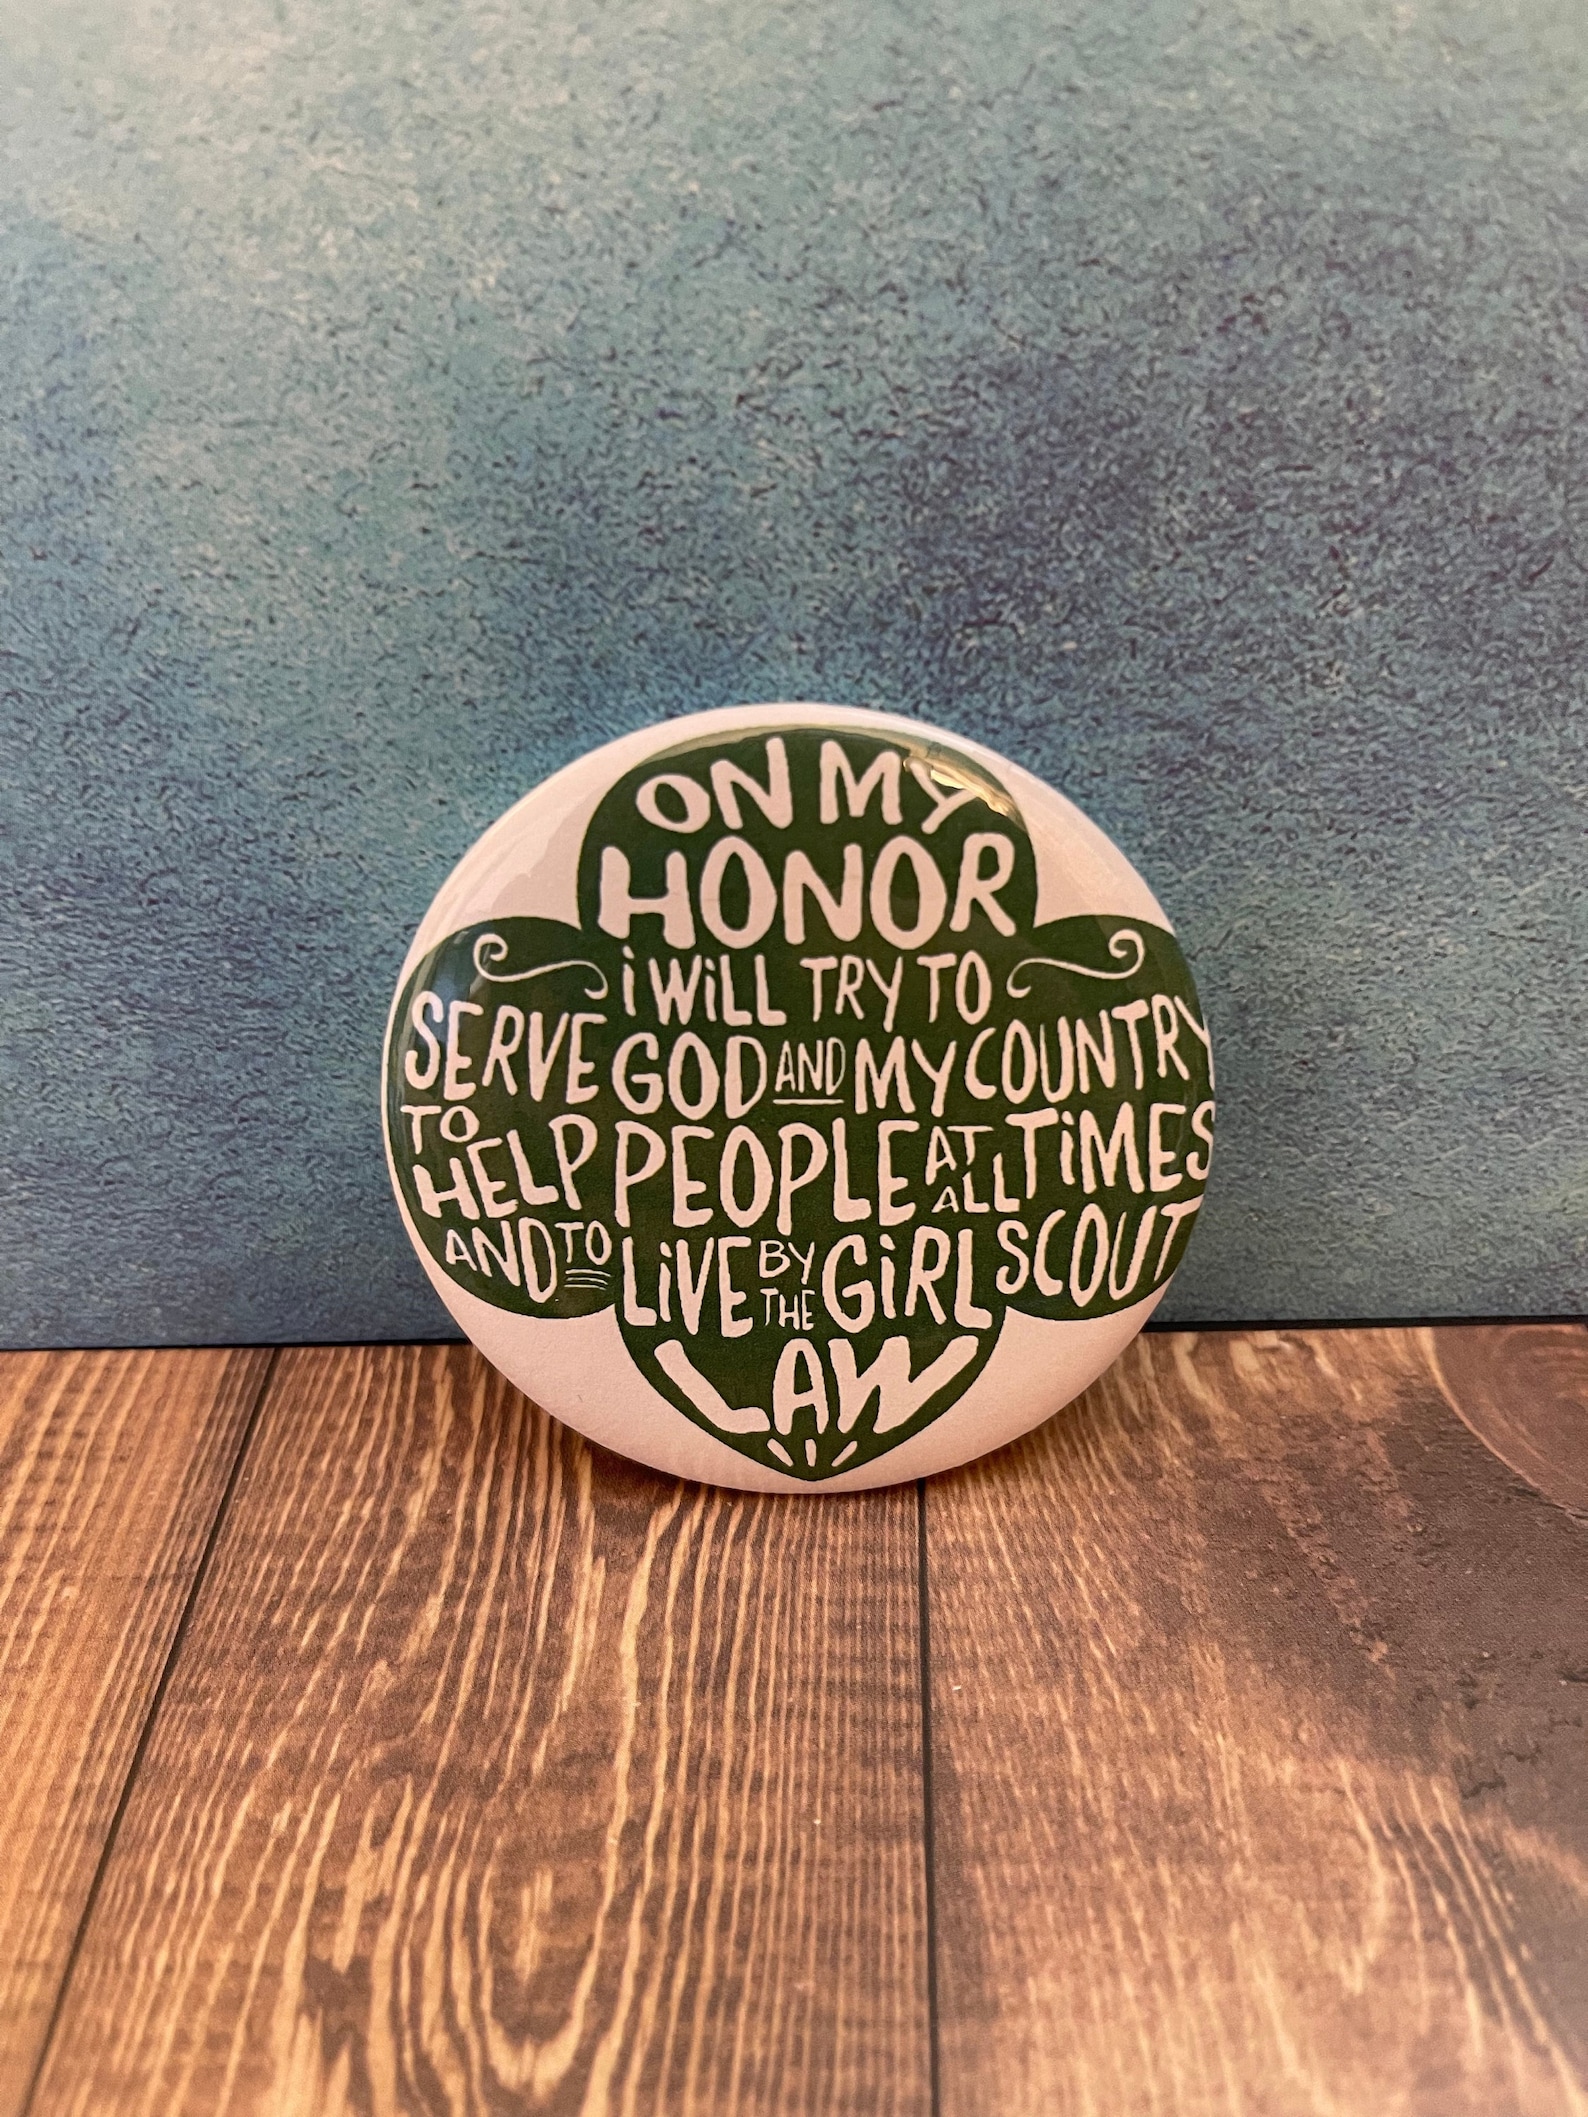 ON MY
HONOR
i WiLL TRY TO
SERVE GOD AND MY COUNTRY
TO HELP PEOPLE AT ALL TiMES
AND TO LiVE BY THE GiRL SCOUT
LAW